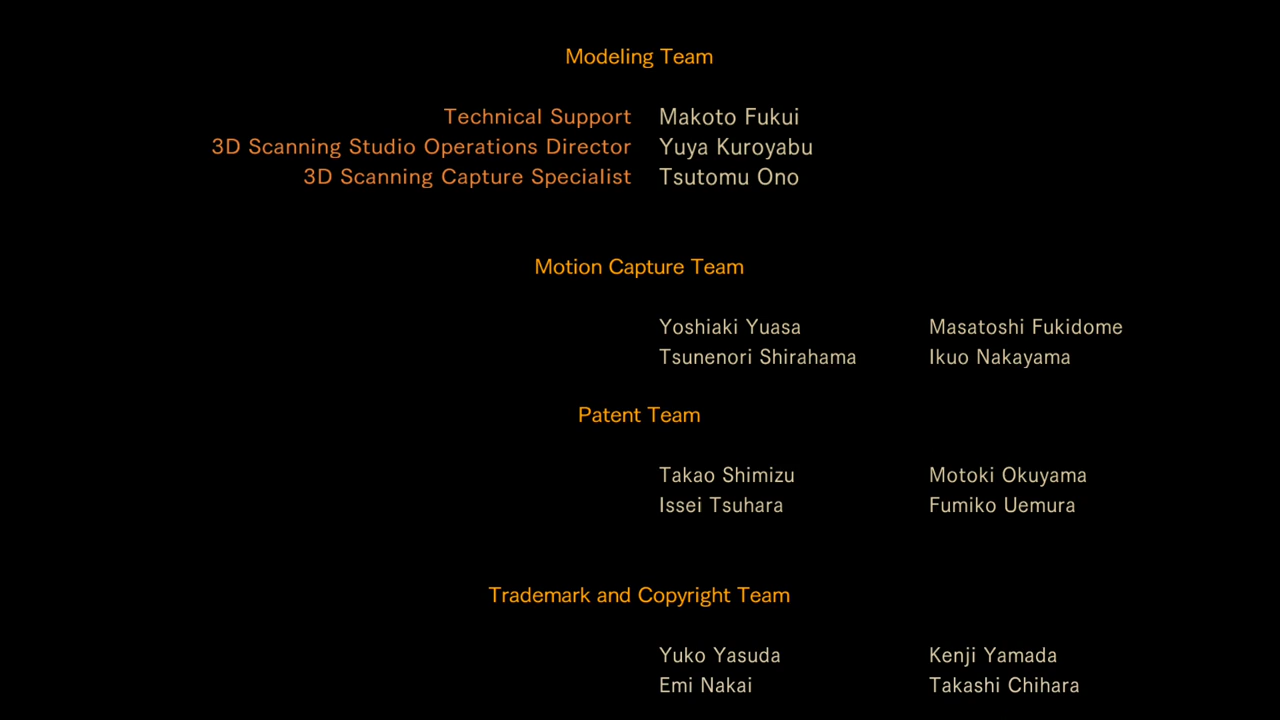 Modeling Team
Technical Support Makoto Fukui
3D Scanning Studio Operations Director Yuya Kuroyabu
3D Scanning Capture Specialist Tsutomu Ono
Motion Capture Team
Yoshiaki Yuasa Masatoshi Fukidome
Tsunenori Shirahama Ikuo Nakayama
Patent Team
Takao Shimizu Motoki Okuyama
Issei Tsuhara Fumiko Uemura
Trademark and Copyright Team
Yuko Yasuda Kenji Yamada
Emi Nakai Takashi Chihara